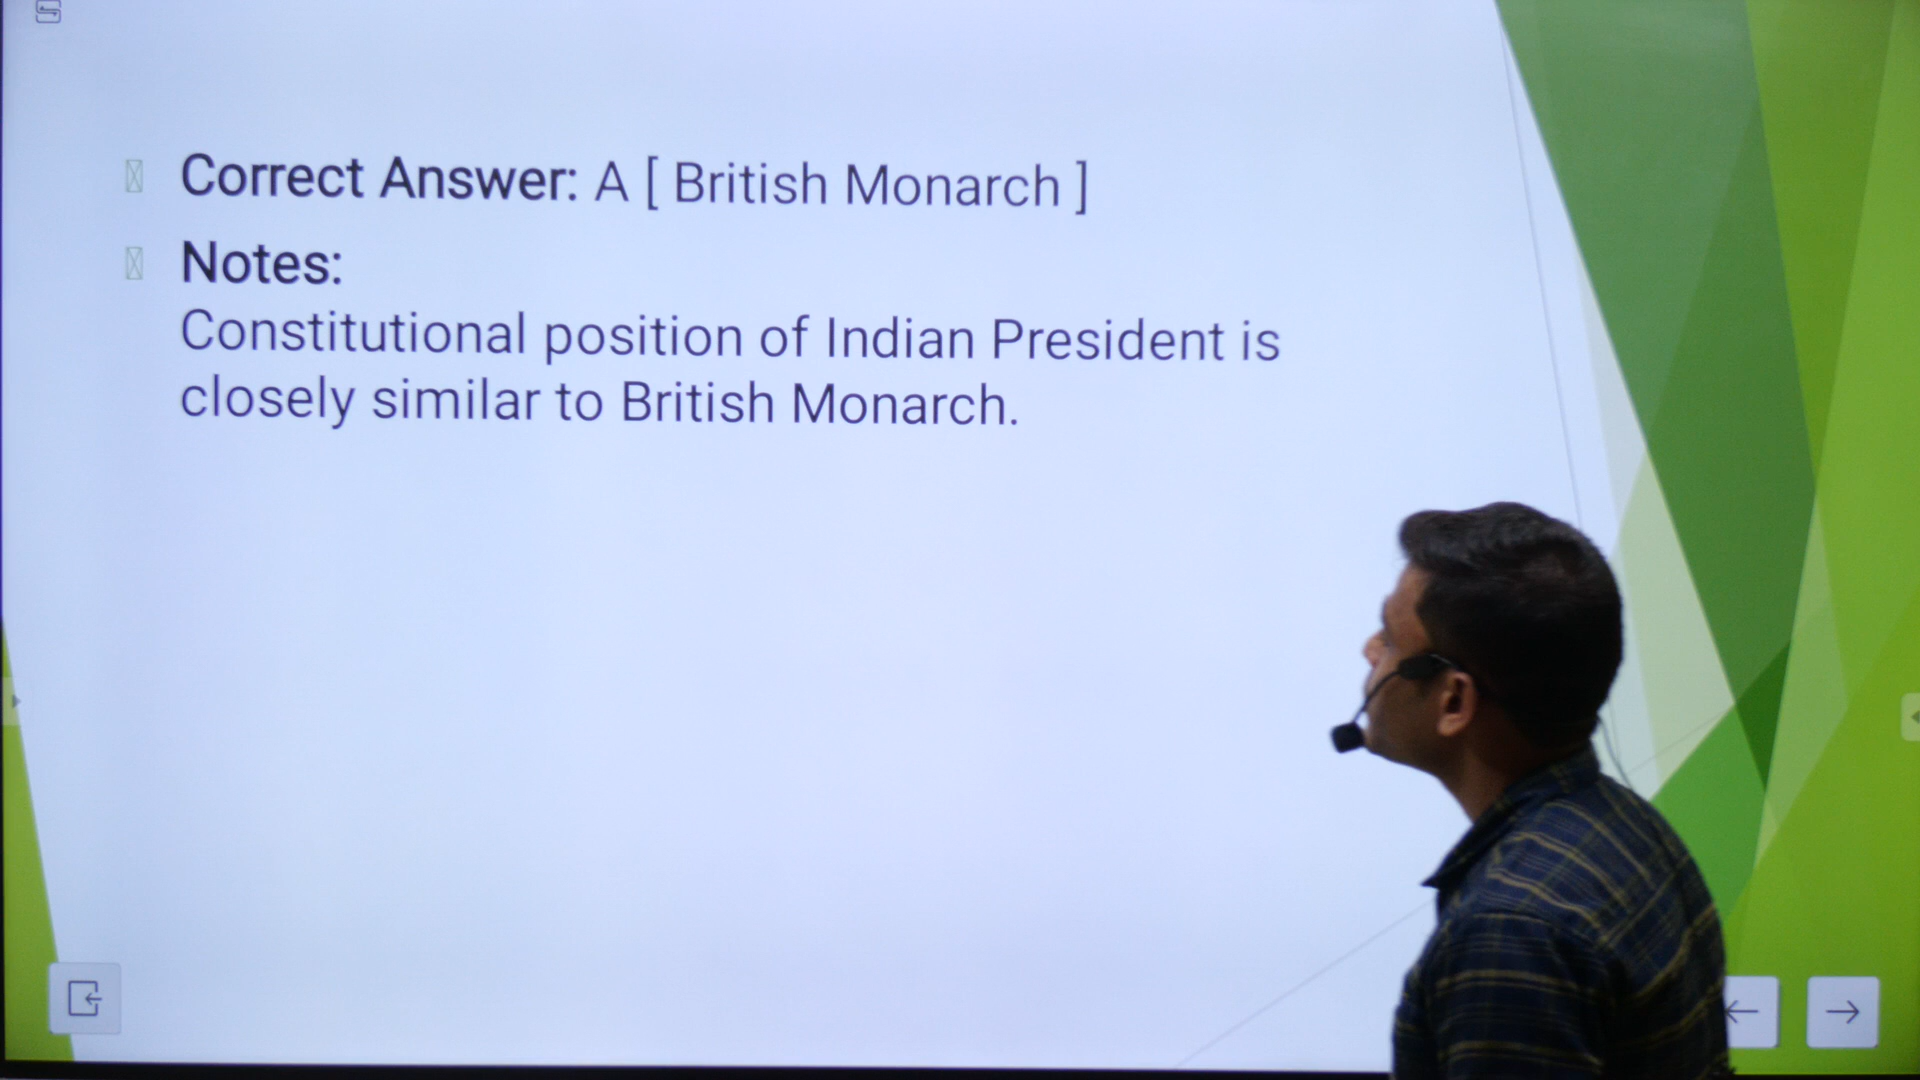 Correct Answer: A [ British Monarch ]
Notes:
Constitutional position of Indian President is
closely similar to British Monarch.